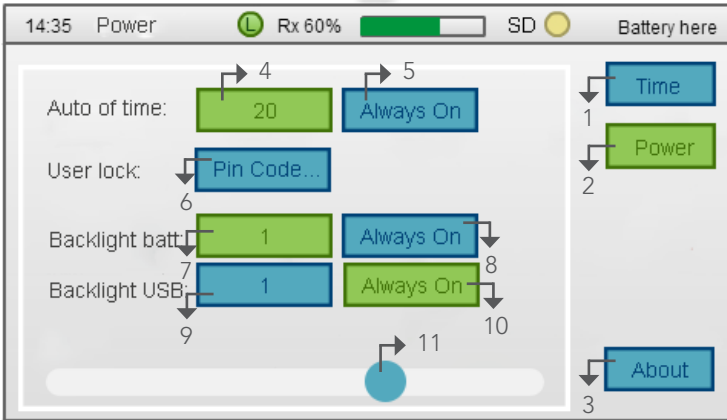 14:35 Power L Rx 60% SD Battery here
4 5
Auto of time: 20 Always On
Time
1
User lock: Pin Code...
Power
6
2
Backlight batt: 1 Always On
7 8
Backlight USB: 1 Always On
9 10
11
About
3